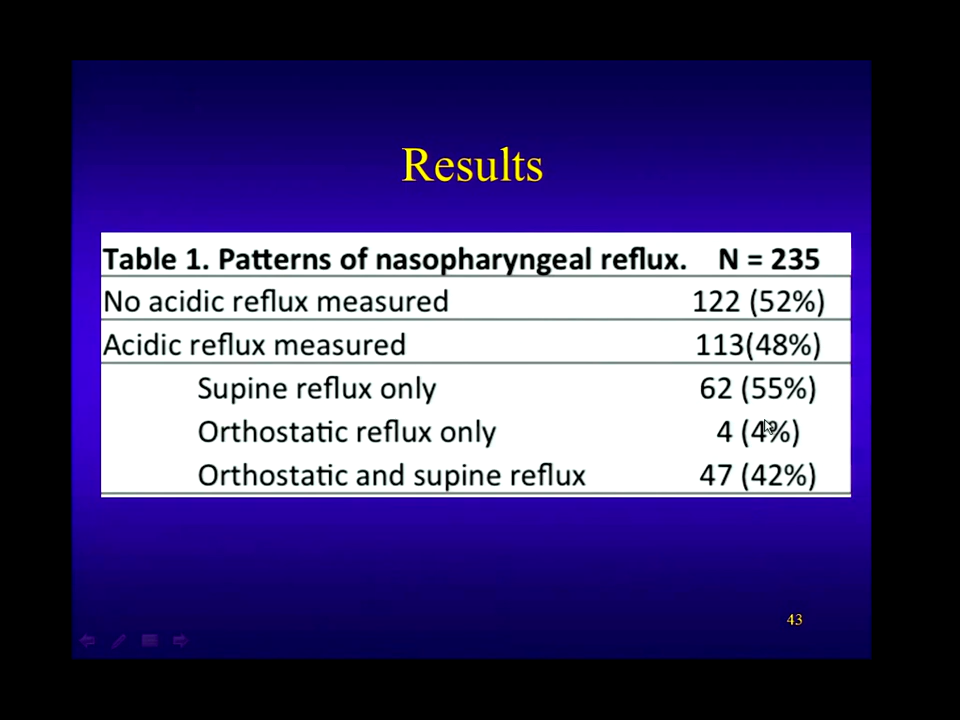 Results
Table 1. Patterns of nasopharyngeal reflux. N = 235
No acidic reflux measured 122 (52%)
Acidic reflux measured 113(48%)
Supine reflux only 62 (55%)
Orthostatic reflux only 4 (4%)
Orthostatic and supine reflux 47 (42%)
43